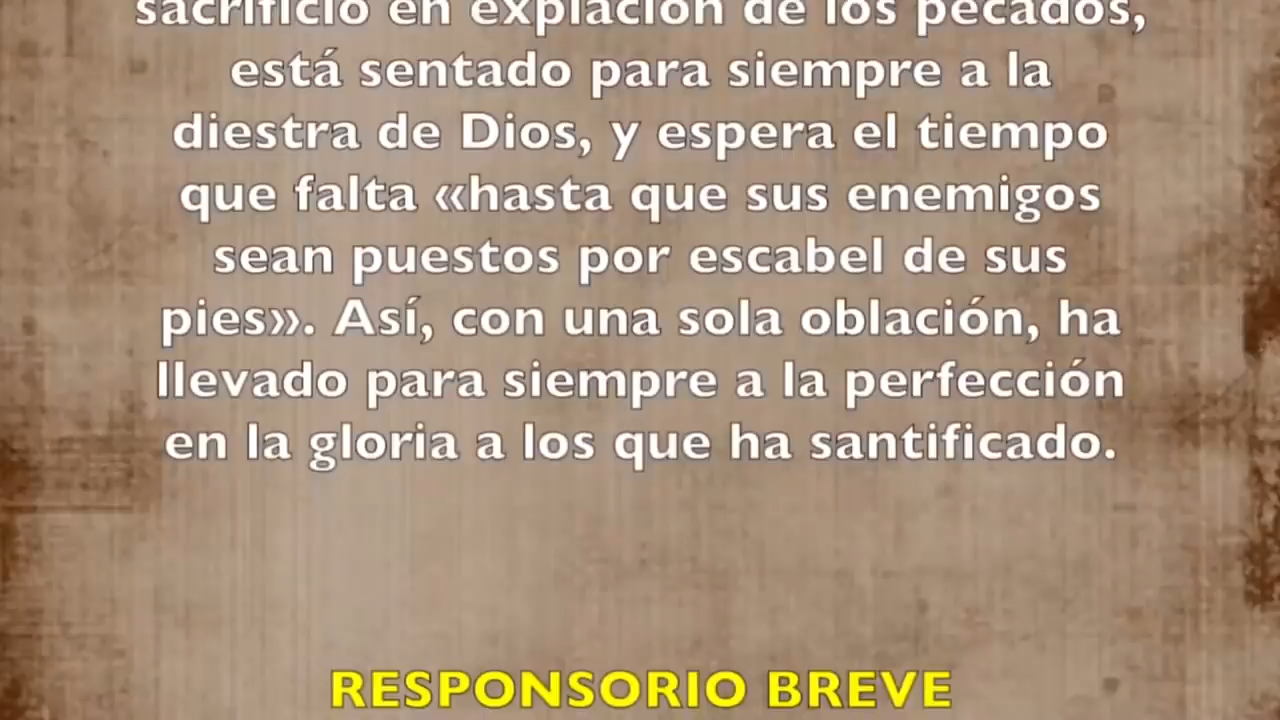 sacrificio en expiación de los pecados,
está sentado para siempre a la
diestra de Dios, y espera el tiempo
que falta «hasta que sus enemigos
sean puestos por escabel de sus
pies». Así, con una sola oblación, ha
llevado para siempre a la perfección
en la gloria a los que ha santificado.
RESPONSORIO BREVE